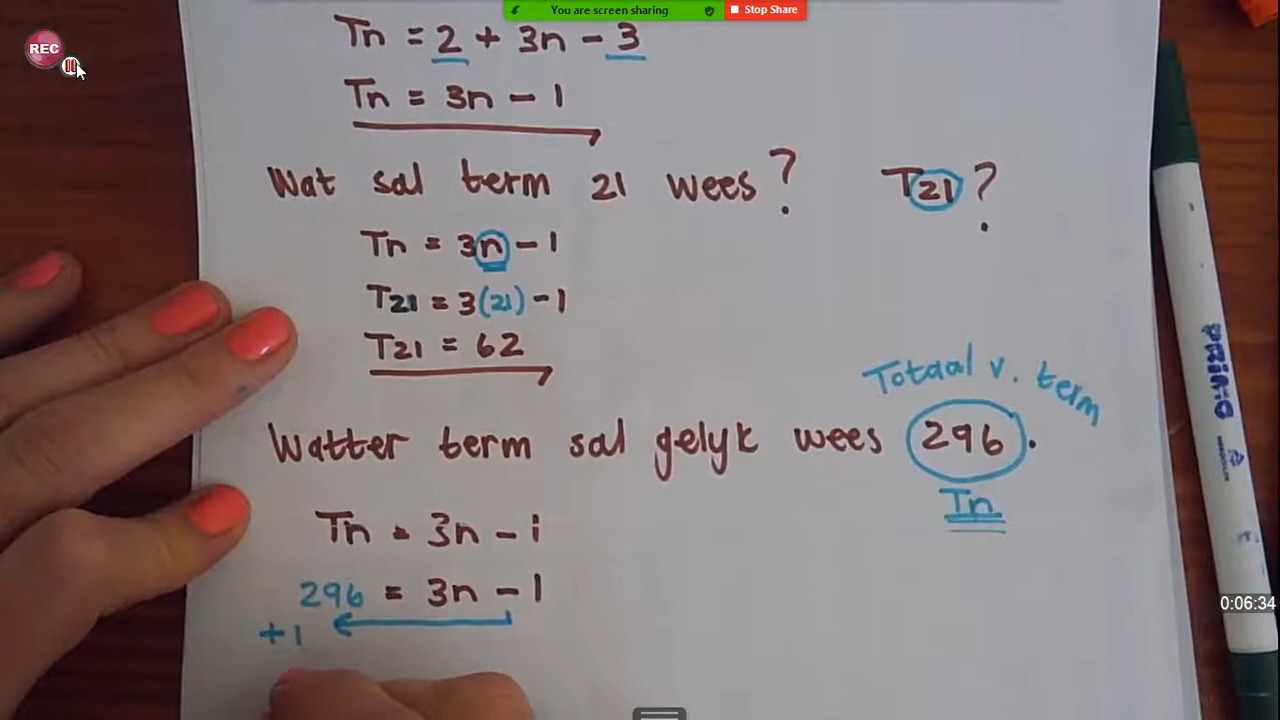 You are screen sharing Stop Share
REC
Tn = 2 + 3n - 3
Tn = 3n - 1
Wat sal term 21 wees? T21?
Tn = 3n - 1
T21 = 3(21) - 1
T21 = 62
Totaal v. term
Watter term sal gelyk wees 296.
Tn
Tn = 3n - 1
296 = 3n - 1
+1
PRIMO
0:06:34